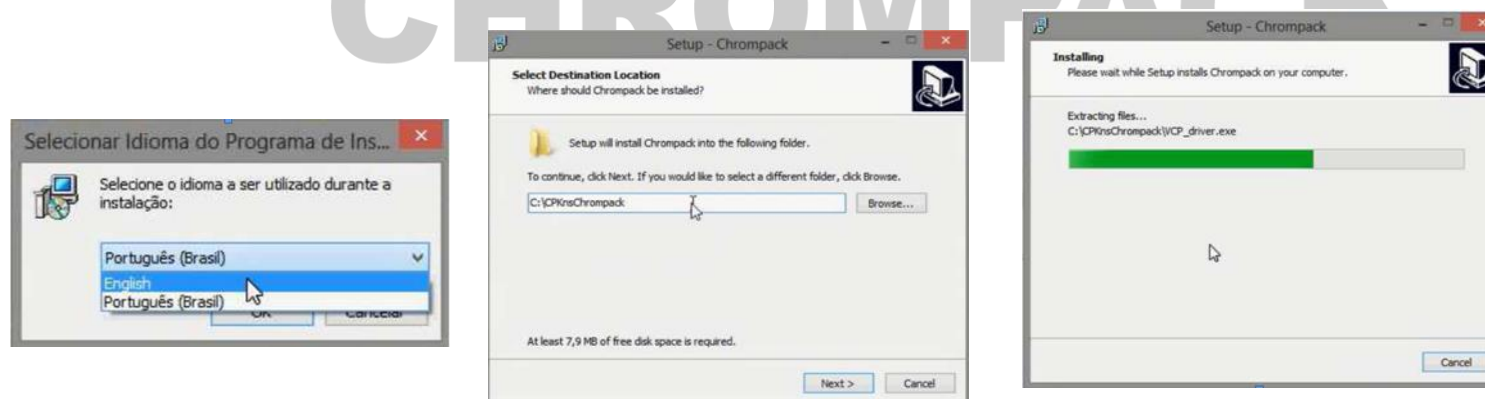 CHROMPACK
Selecionar Idioma do Programa de Ins...
Selecione o idioma a ser utilizado durante a
instalação:
Português (Brasil)
English
Português (Brasil)
OK
Cancelar
Setup - Chrompack
Select Destination Location
Where should Chrompack be installed?
Setup will install Chrompack into the following folder.
To continue, click Next. If you would like to select a different folder, click Browse.
C:\CPKnsChrompack
Browse...
At least 7,9 MB of free disk space is required.
Next >
Cancel
Setup - Chrompack
Installing
Please wait while Setup installs Chrompack on your computer.
Extracting files...
C:\CPKnsChrompack\VCP_driver.exe
Cancel